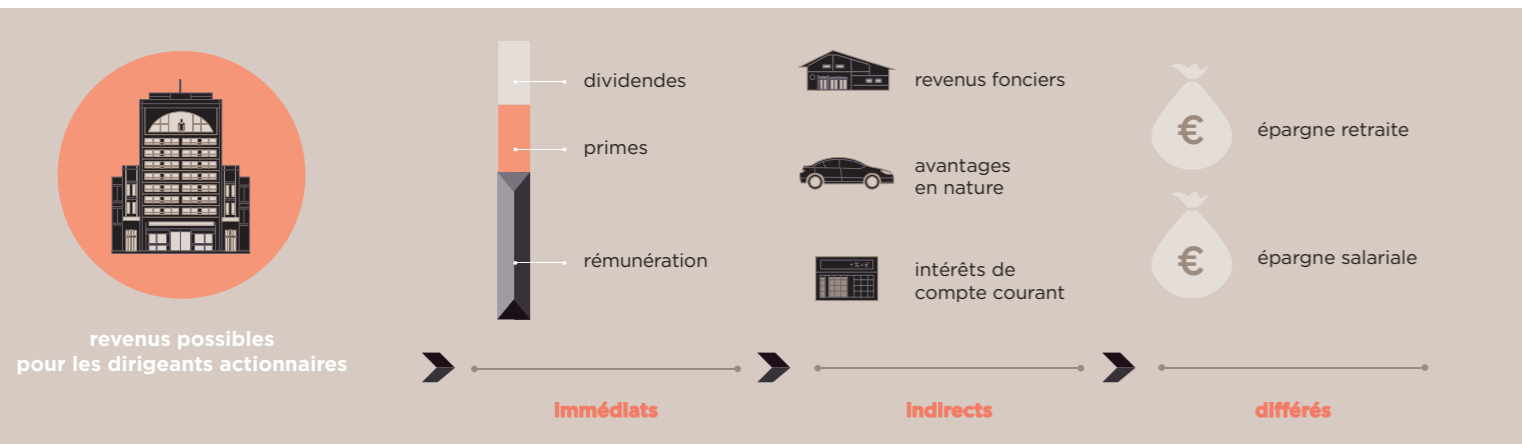 revenus possibles
pour les dirigeants actionnaires
dividendes
primes
rémunération
immédiats
revenus fonciers
avantages
en nature
intérêts de
compte courant
indirects
€
épargne retraite
€
épargne salariale
différés